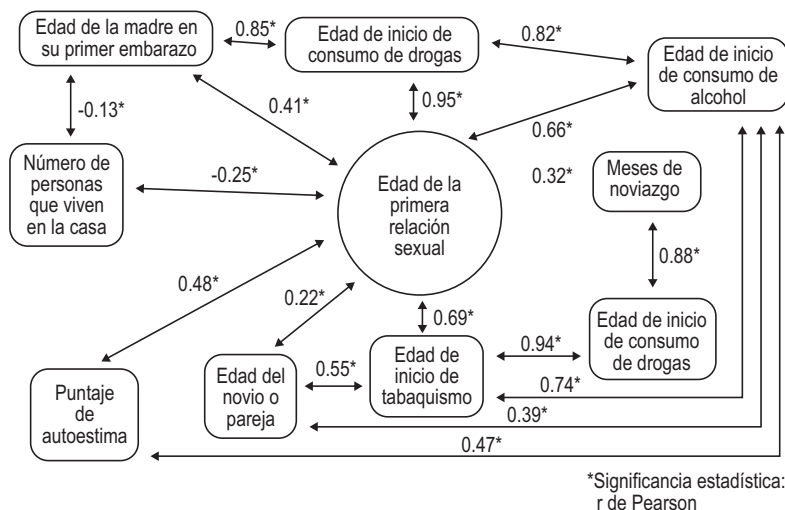 Edad de la madre en
su primer embarazo
0.85*
Edad de inicio de
consumo de drogas
0.82*
Edad de inicio
de consumo de
alcohol
-0.13*
0.41*
0.95*
0.66*
Número de
personas
que viven
en la casa
-0.25*
Edad de la
primera
relación
sexual
0.32*
Meses de
noviazgo
0.88*
0.48*
0.22*
0.69*
Edad de inicio
de consumo
de drogas
Puntaje
de
autoestima
Edad del
novio o
pareja
0.55*
Edad de
inicio de
tabaquismo
0.94*
0.74*
0.39*
0.47*
*Significancia estadística:
r de Pearson